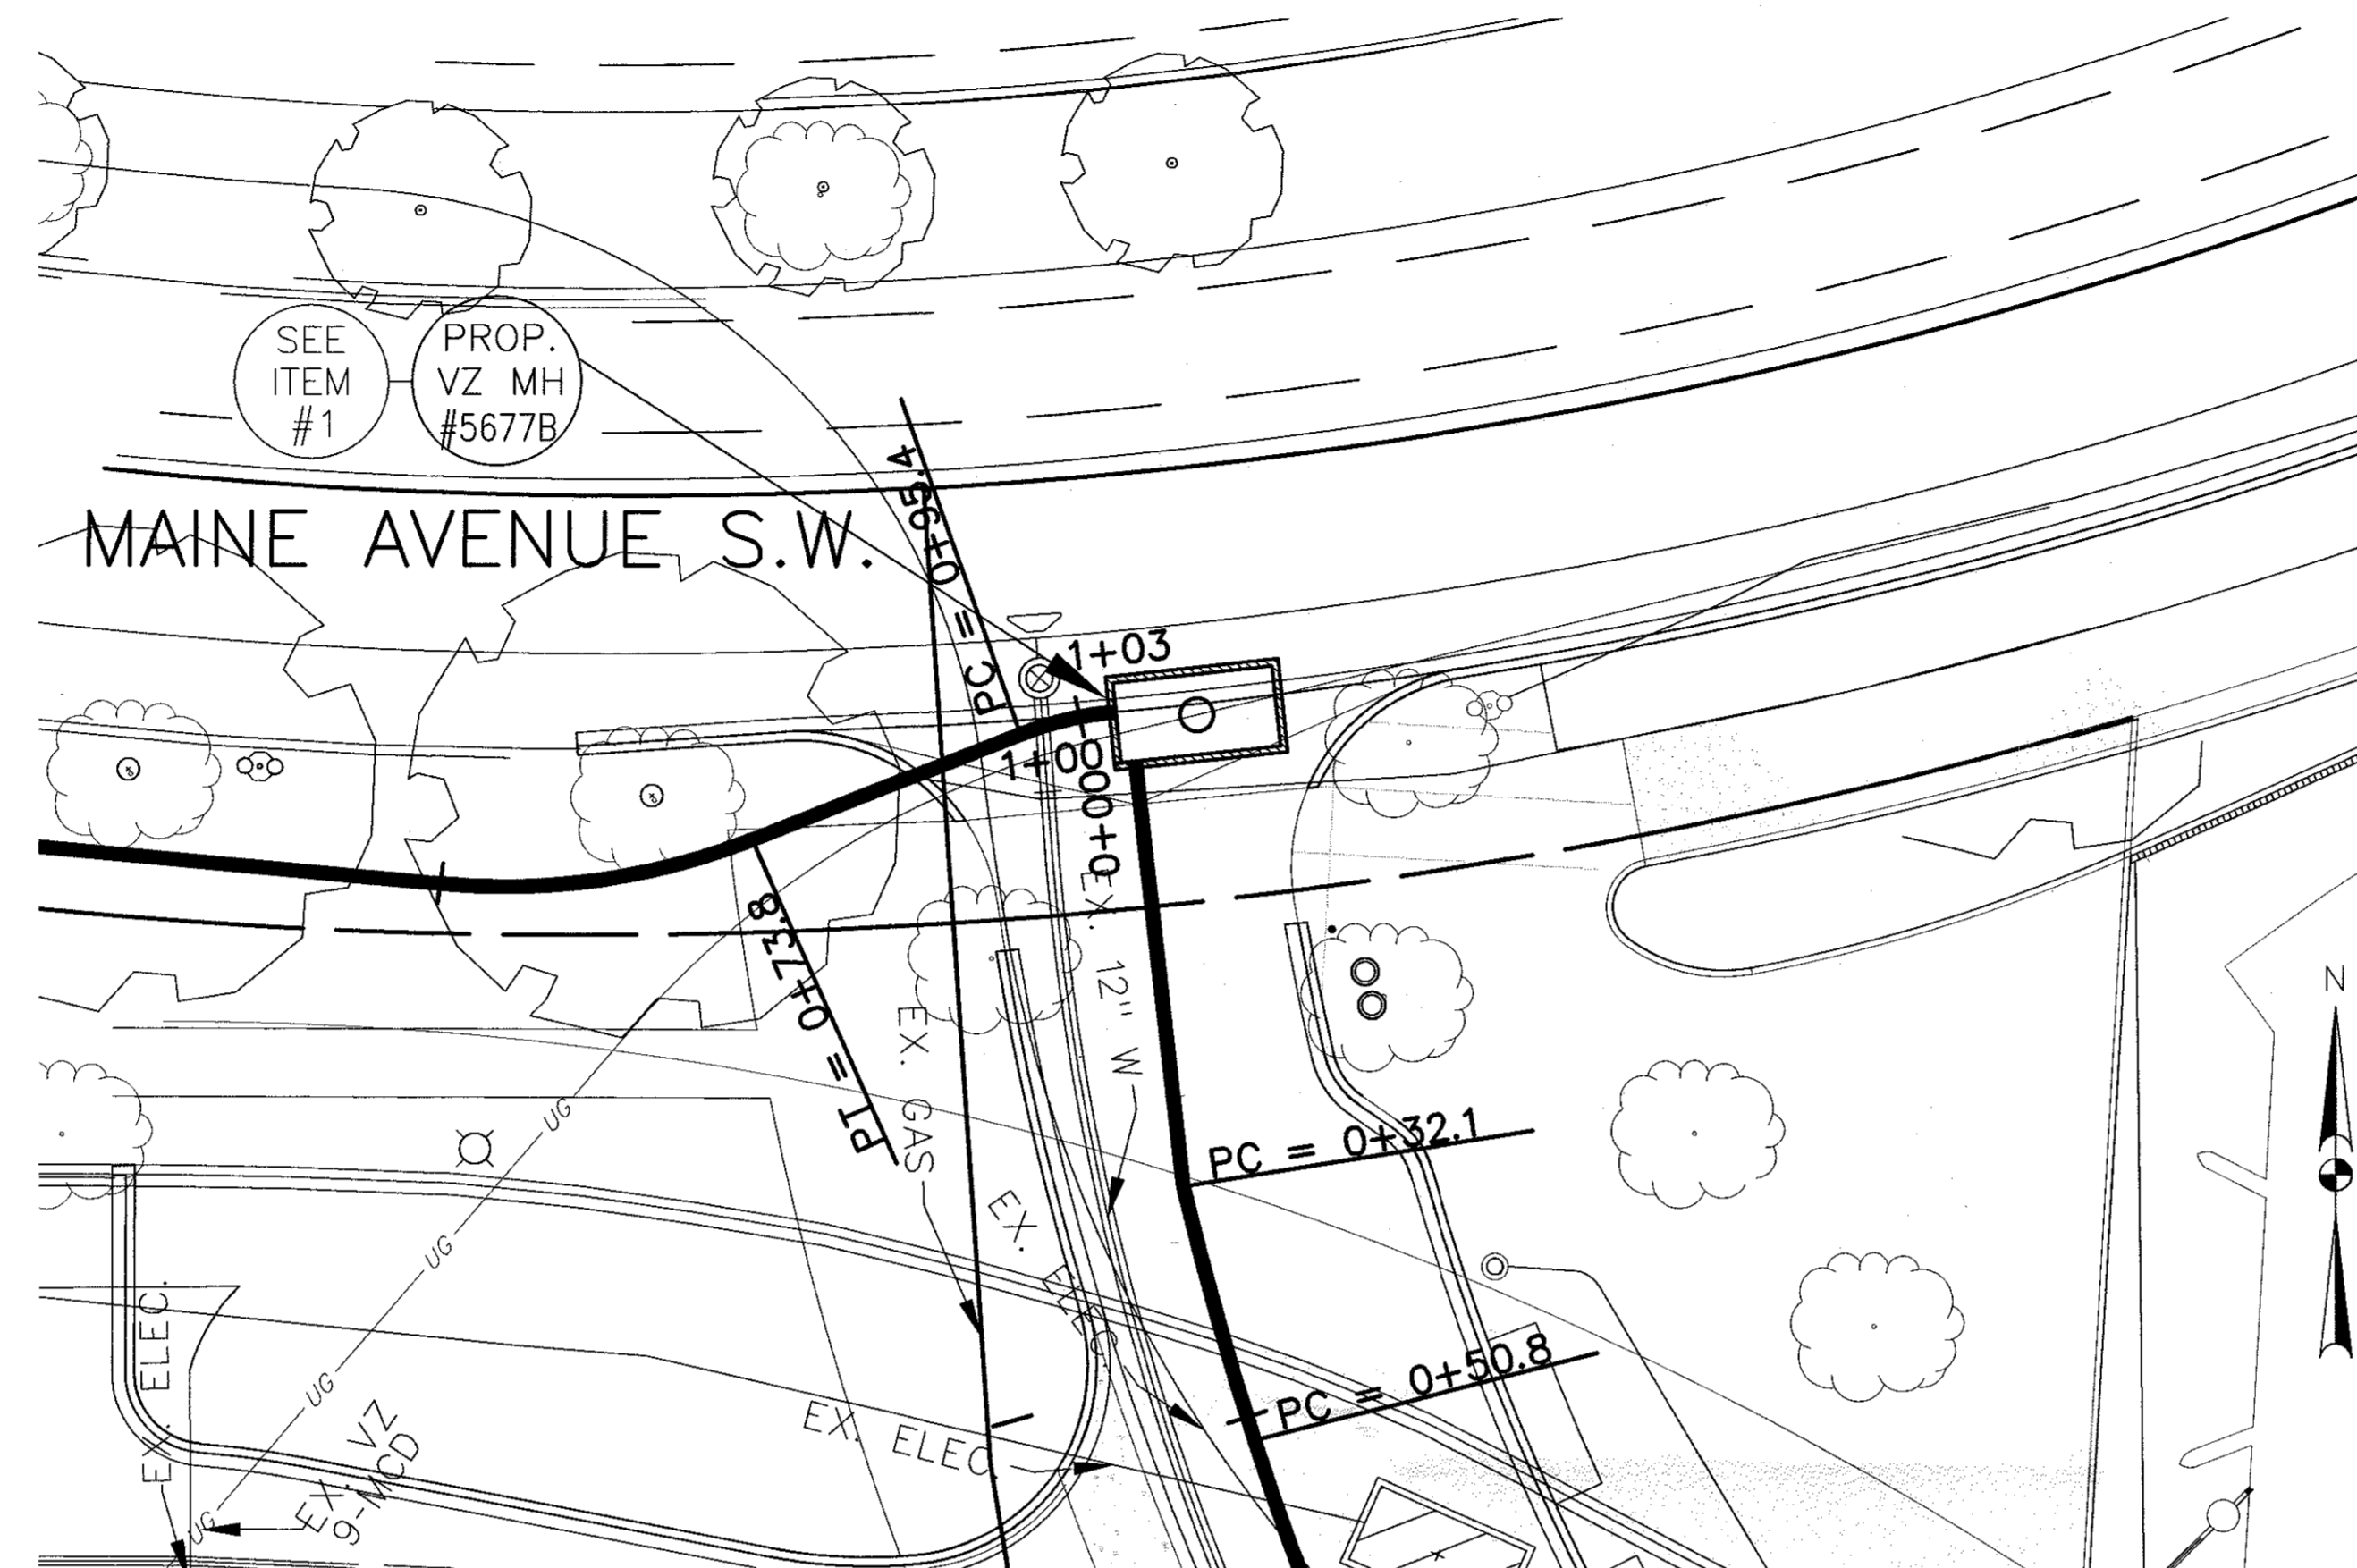 SEE
ITEM
#1
PROP.
VZ MH
#5677B
MAINE AVENUE S.W.
PC = 0+95.4
1+03
1+00
0+00
EX. 12" W
PT = 0+73.8
EX. GAS
N
PC = 0+32.1
EX. ELEC.
UG
UG
UG
UG
PC = 0+50.8
EX. ELEC.
EX. ELEC.
EX. VZ
9-MCD